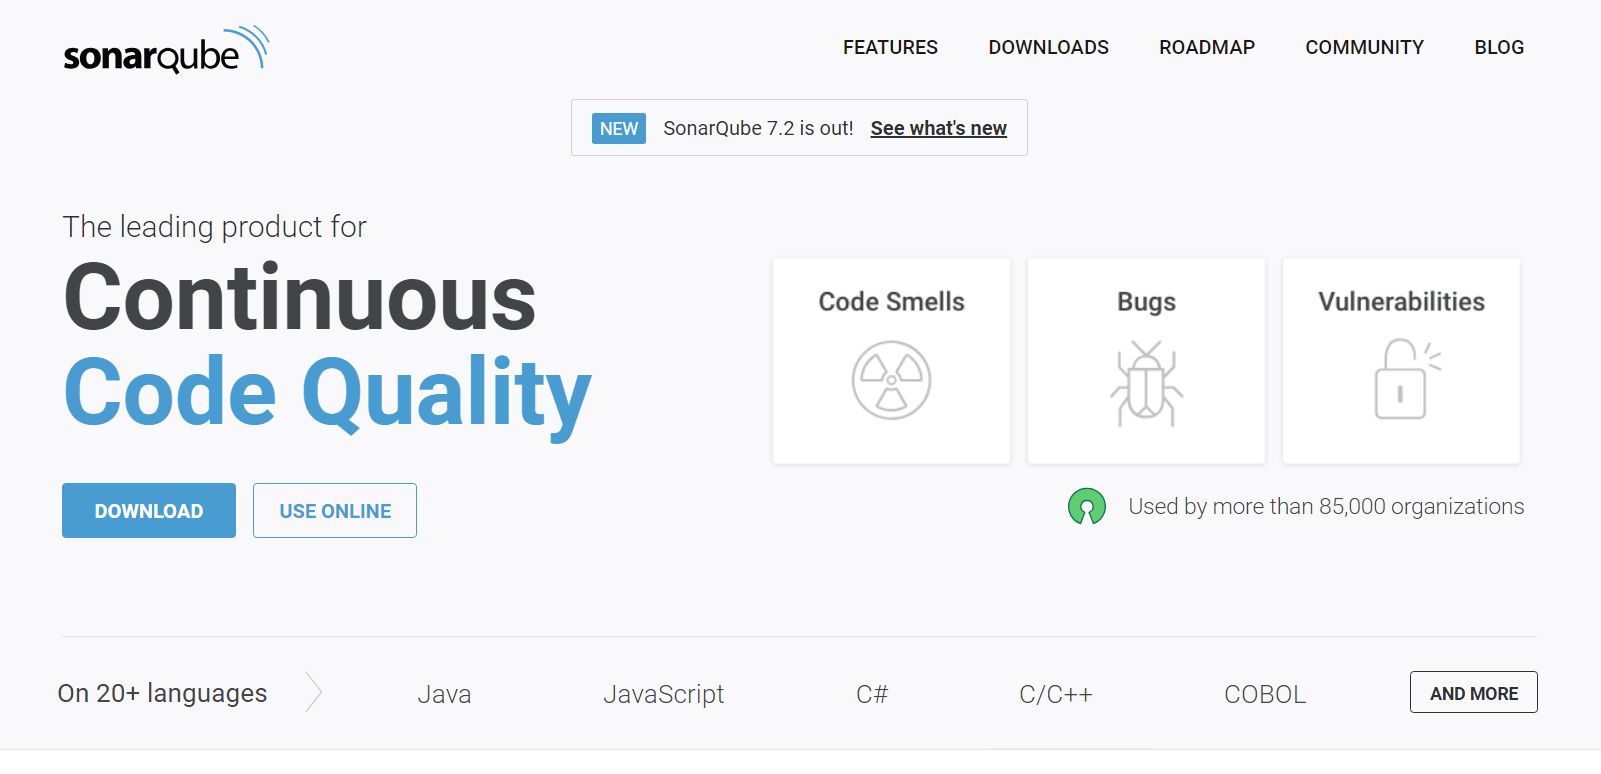 sonarqube
FEATURES DOWNLOADS ROADMAP COMMUNITY BLOG
NEW SonarQube 7.2 is out! See what's new
The leading product for
Continuous
Code Quality
DOWNLOAD USE ONLINE
Code Smells Bugs Vulnerabilities
Used by more than 85,000 organizations
On 20+ languages Java JavaScript C# C/C++ COBOL AND MORE